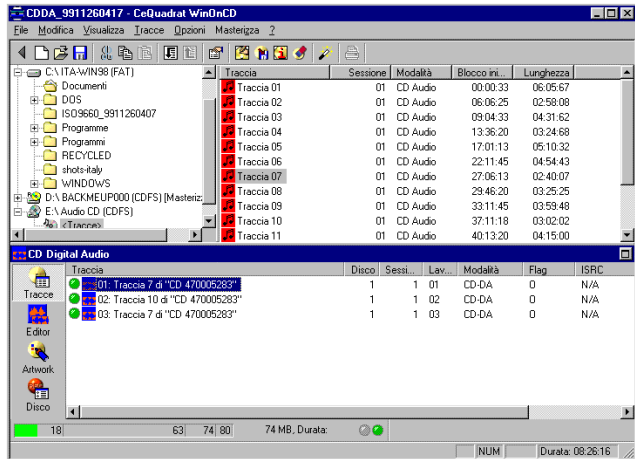 CDDA_9911260417 - CeQuadrat WinOnCD
File Modifica Visualizza Tracce Opzioni Masterizza ?
C:\ ITA-WIN98 (FAT)
Documenti
DOS
ISO9660_9911260407
Programme
Programmi
RECYCLED
shots-italy
WINDOWS
D:\ BACKMEUP000 (CDFS) [Masteriz
E:\ Audio CD (CDFS)
<Tracce>
Traccia Sessione Modalità Blocco ini... Lunghezza
Traccia 01 01 CD Audio 00:00:33 06:05:67
Traccia 02 01 CD Audio 06:06:25 02:58:08
Traccia 03 01 CD Audio 09:04:33 04:31:62
Traccia 04 01 CD Audio 13:36:20 03:24:68
Traccia 05 01 CD Audio 17:01:13 05:10:32
Traccia 06 01 CD Audio 22:11:45 04:54:43
Traccia 07 01 CD Audio 27:06:13 02:40:07
Traccia 08 01 CD Audio 29:46:20 03:25:25
Traccia 09 01 CD Audio 33:11:45 03:59:48
Traccia 10 01 CD Audio 37:11:18 03:02:02
Traccia 11 01 CD Audio 40:13:20 04:15:00
CD Digital Audio
Tracce
Editor
Artwork
Disco
Traccia Disco Sessi... Lav... Modalità Flag ISRC
01: Traccia 7 di "CD 470005283" 1 1 01 CD-DA 0 N/A
02: Traccia 10 di "CD 470005283" 1 1 02 CD-DA 0 N/A
03: Traccia 7 di "CD 470005283" 1 1 03 CD-DA 0 N/A
18 63 74 80 74 MB, Durata:
NUM Durata: 08:26:16